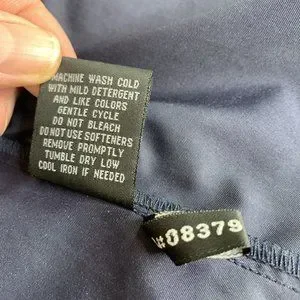 MACHINE WASH COLD
WITH MILD DETERGENT
AND LIKE COLORS
GENTLE CYCLE
DO NOT BLEACH
DO NOT USE SOFTENERS
REMOVE PROMPTLY
TUMBLE DRY LOW
COOL IRON IF NEEDED
W#08379